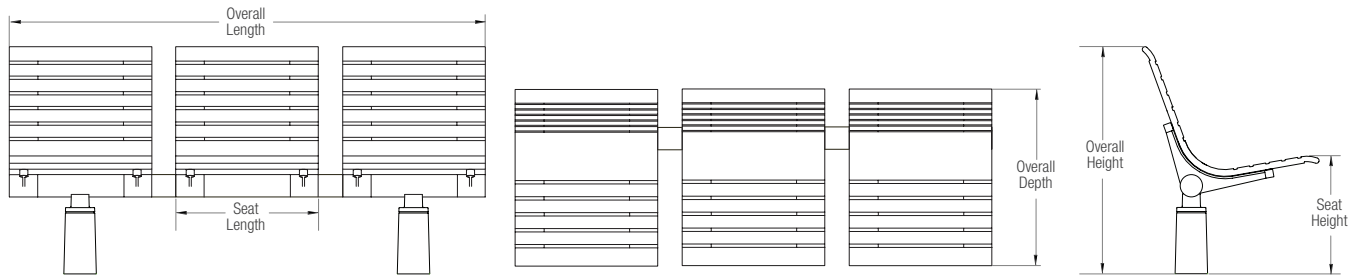 Overall
Length
Seat
Length
Overall
Depth
Overall
Height
Seat
Height